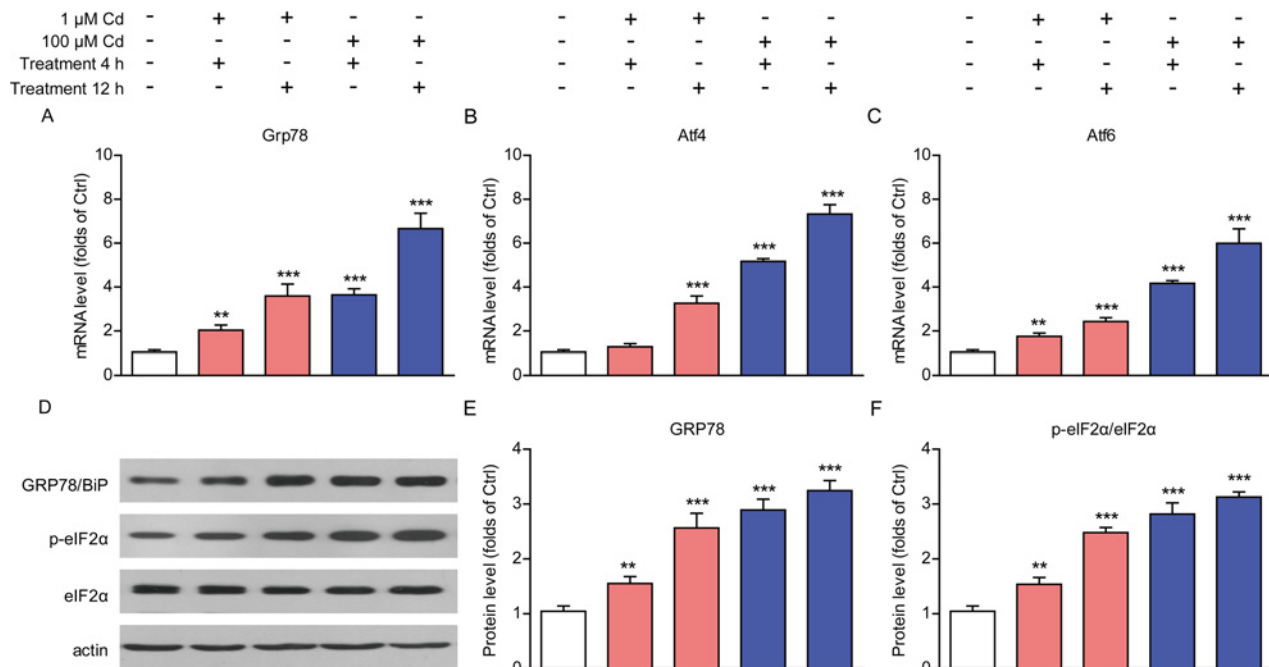 1 µM Cd - + + - - - + + - - - + + - -
100 µM Cd - - - + + - - - + + - - - + +
Treatment 4 h - + - + - - + - + - - + - + -
Treatment 12 h - - + - + - - + - + - - + - +
A
Grp78
mRNA level (folds of Ctrl)
10
8
6
4
2
0
**
***
***
***
B
Atf4
mRNA level (folds of Ctrl)
10
8
6
4
2
0
***
***
***
C
Atf6
mRNA level (folds of Ctrl)
10
8
6
4
2
0
**
***
***
***
D
GRP78/BiP
p-eIF2α
eIF2α
actin
E
GRP78
Protein level (folds of Ctrl)
4
3
2
1
0
**
***
***
***
F
p-eIF2α/eIF2α
Protein level (folds of Ctrl)
4
3
2
1
0
**
***
***
***